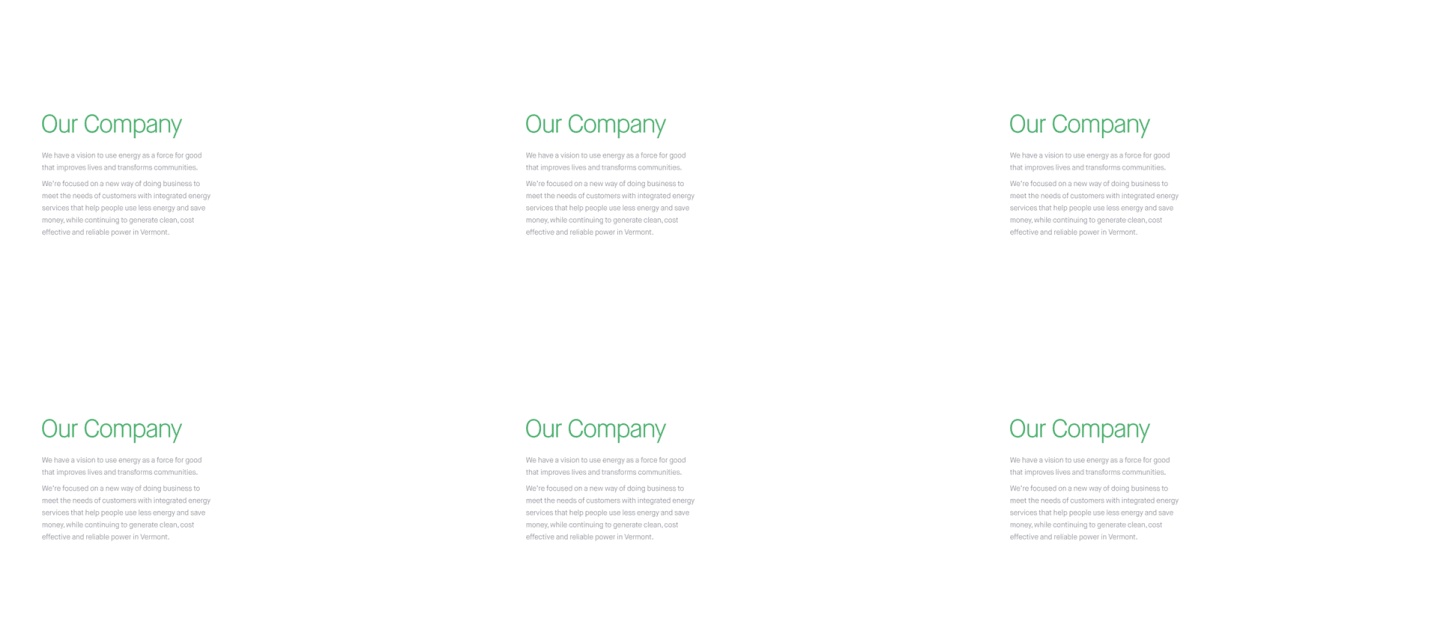 Our Company
We have a vision to use energy as a force for good
that improves lives and transforms communities.
We're focused on a new way of doing business to
meet the needs of customers with integrated energy
services that help people use less energy and save
money, while continuing to generate clean, cost
effective and reliable power in Vermont.
Our Company
We have a vision to use energy as a force for good
that improves lives and transforms communities.
We're focused on a new way of doing business to
meet the needs of customers with integrated energy
services that help people use less energy and save
money, while continuing to generate clean, cost
effective and reliable power in Vermont.
Our Company
We have a vision to use energy as a force for good
that improves lives and transforms communities.
We're focused on a new way of doing business to
meet the needs of customers with integrated energy
services that help people use less energy and save
money, while continuing to generate clean, cost
effective and reliable power in Vermont.
Our Company
We have a vision to use energy as a force for good
that improves lives and transforms communities.
We're focused on a new way of doing business to
meet the needs of customers with integrated energy
services that help people use less energy and save
money, while continuing to generate clean, cost
effective and reliable power in Vermont.
Our Company
We have a vision to use energy as a force for good
that improves lives and transforms communities.
We're focused on a new way of doing business to
meet the needs of customers with integrated energy
services that help people use less energy and save
money, while continuing to generate clean, cost
effective and reliable power in Vermont.
Our Company
We have a vision to use energy as a force for good
that improves lives and transforms communities.
We're focused on a new way of doing business to
meet the needs of customers with integrated energy
services that help people use less energy and save
money, while continuing to generate clean, cost
effective and reliable power in Vermont.